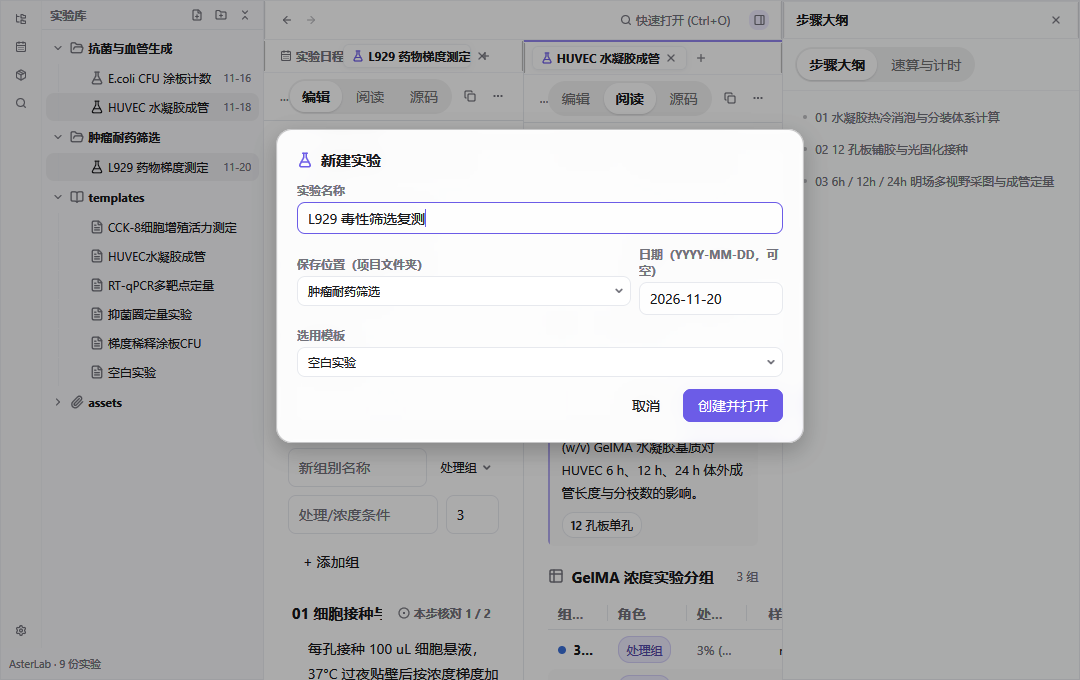 实验库
抗菌与血管生成
E.coli CFU 涂板计数 11-16
HUVEC 水凝胶成管 11-18
肿瘤耐药筛选
L929 药物梯度测定 11-20
templates
CCK-8细胞增殖活力测定
HUVEC水凝胶成管
RT-qPCR多靶点定量
抑菌圈定量实验
梯度稀释涂板CFU
空白实验
assets
AsterLab · 9 份实验
快速打开 (Ctrl+O)
实验日程
L929 药物梯度测定
HUVEC 水凝胶成管
... 编辑 阅读 源码 ...
... 编辑 阅读 源码 ...
新建实验
实验名称
L929 毒性筛选复测
保存位置（项目文件夹）
肿瘤耐药筛选
日期（YYYY-MM-DD，可
空）
2026-11-20
选用模板
空白实验
取消
创建并打开
新组别名称
处理组
处理/浓度条件
3
+ 添加组
01 细胞接种与
本步核对 1 / 2
每孔接种 100 uL 细胞悬液，
37°C 过夜贴壁后按浓度梯度加
(w/v) GelMA 水凝胶基质对
HUVEC 6 h、12 h、24 h 体外成
管长度与分枝数的影响。
12 孔板单孔
GelMA 浓度实验分组 3 组
组... 角色 处... 样
3... 处理组 3% (...
步骤大纲
步骤大纲 速算与计时
01 水凝胶热冷消泡与分装体系计算
02 12 孔板铺胶与光固化接种
03 6h / 12h / 24h 明场多视野采图与成管定量